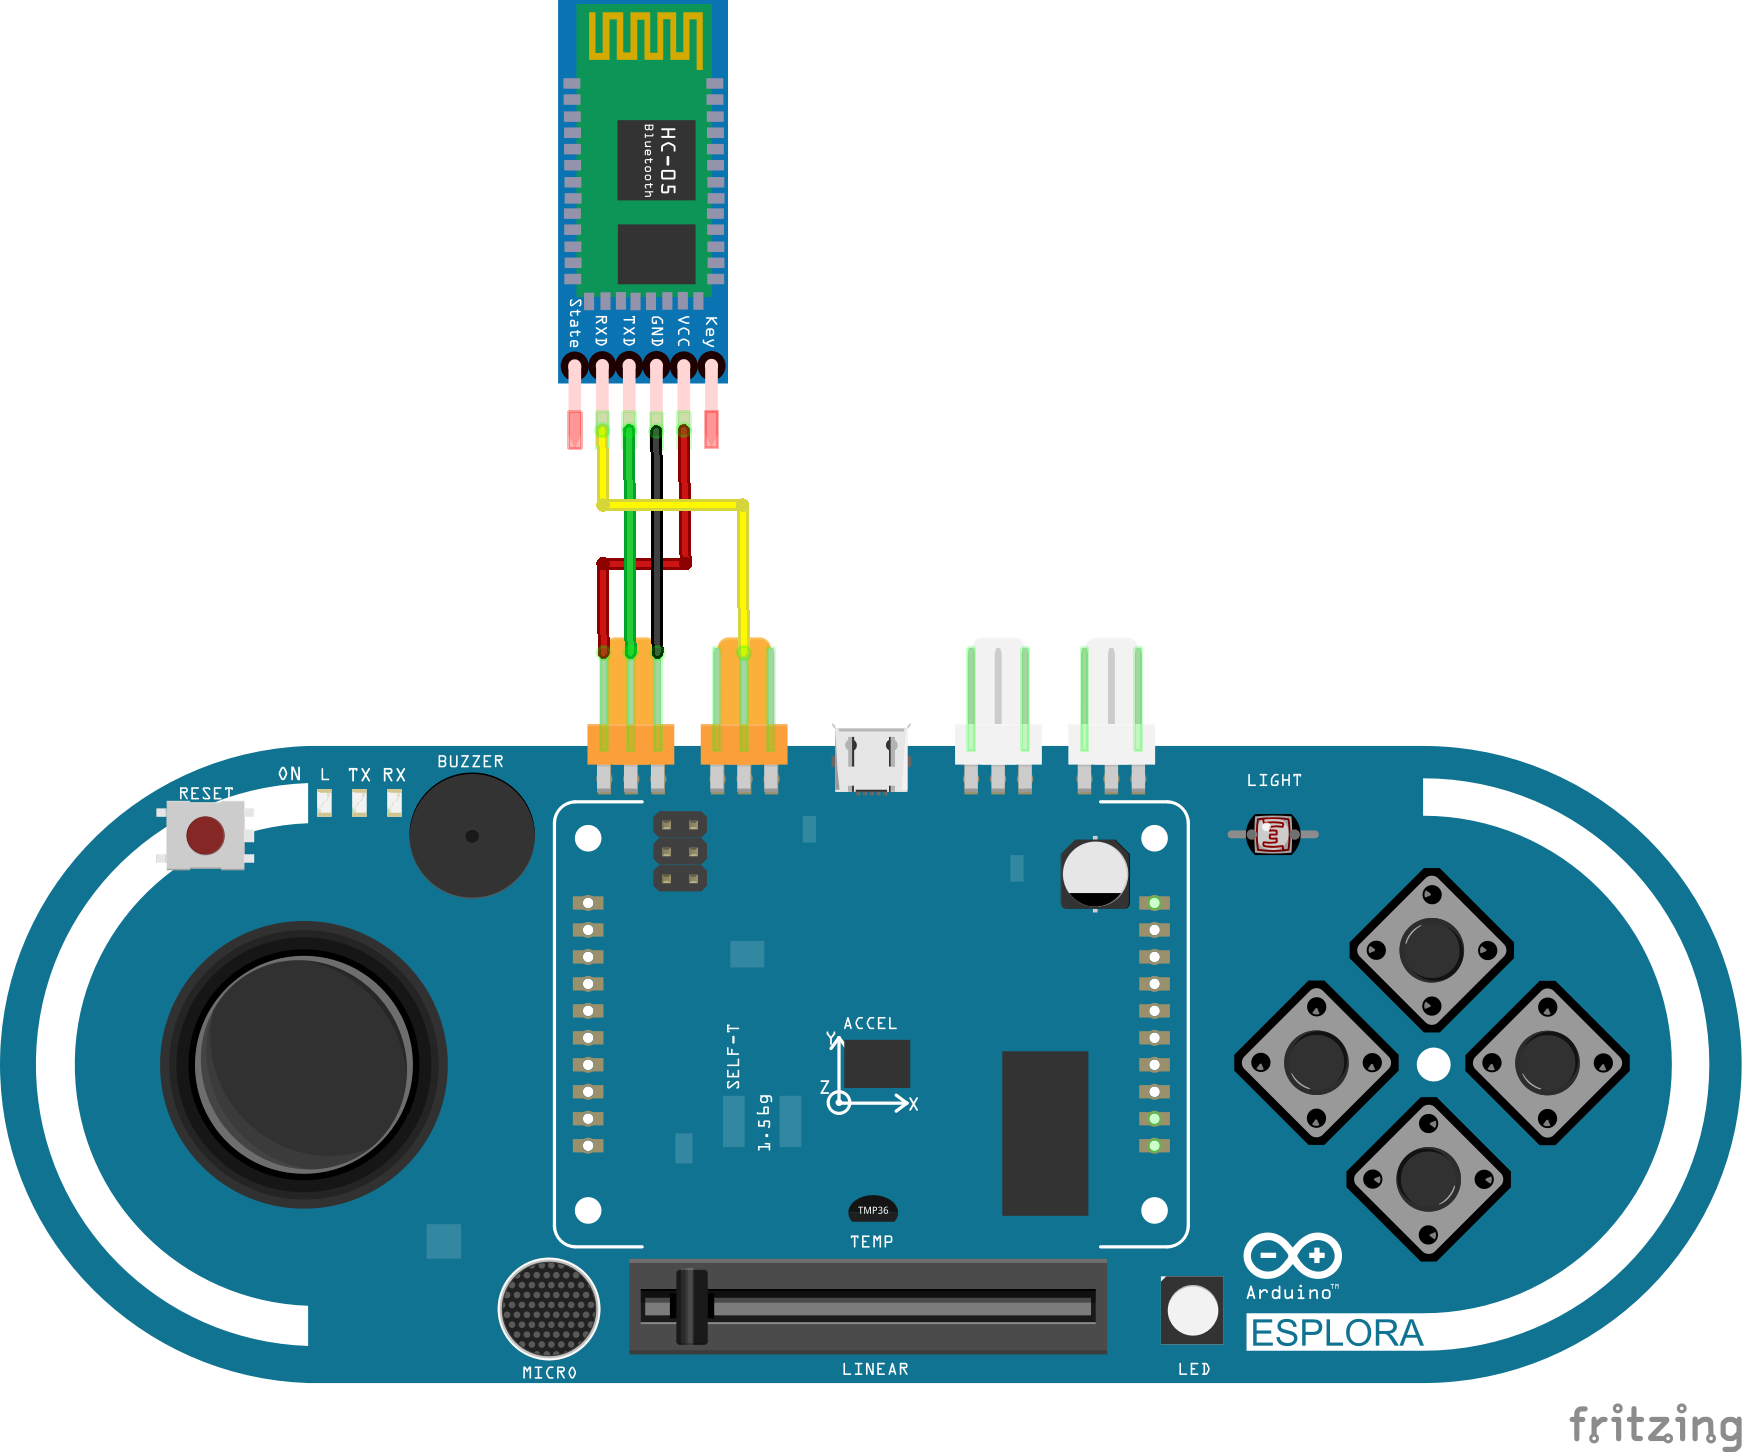 HC-05
Bluetooth
State
RXD
TXD
GND
VCC
Key
BUZZER
ON
L
TX
RX
RESET
LIGHT
ACCEL
Y
Z
X
SELF-T
1.56g
TMP36
TEMP
Arduino™
ESPLORA
MICRO
LINEAR
LED
fritzing